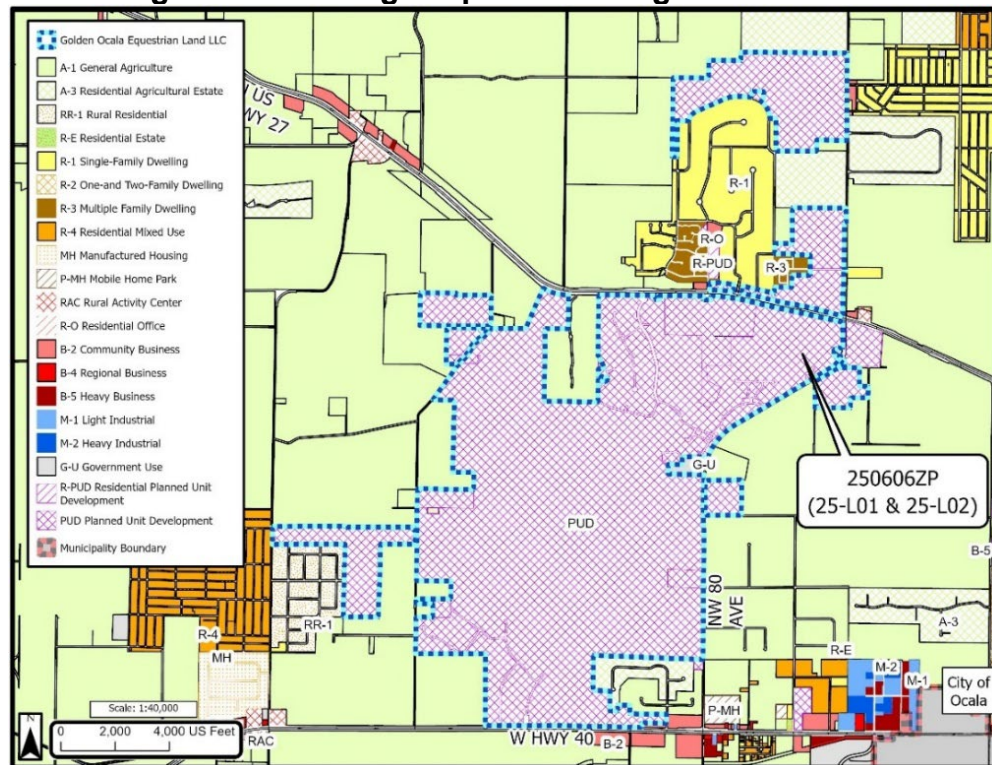 Golden Ocala Equestrian Land LLC
A-1 General Agriculture
A-3 Residential Agricultural Estate
RR-1 Rural Residential
R-E Residential Estate
R-1 Single-Family Dwelling
R-2 One-and Two-Family Dwelling
R-3 Multiple Family Dwelling
R-4 Residential Mixed Use
MH Manufactured Housing
P-MH Mobile Home Park
RAC Rural Activity Center
R-O Residential Office
B-2 Community Business
B-4 Regional Business
B-5 Heavy Business
M-1 Light Industrial
M-2 Heavy Industrial
G-U Government Use
R-PUD Residential Planned Unit
Development
PUD Planned Unit Development
Municipality Boundary
US
HWY 27
R-1
R-O
R-PUD
R-3
250606ZP
(25-L01 & 25-L02)
G-U
PUD
B-5
NW 80
AVE
A-3
RR-1
R-4
MH
R-E
M-2
M-1
City of
Ocala
P-MH
Scale: 1:40,000
N
0 2,000 4,000 US Feet
RAC
W HWY 40
B-2